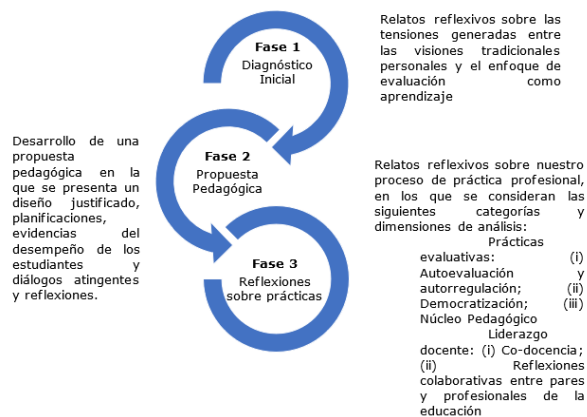 Fase 1
Diagnóstico
Inicial
Relatos reflexivos sobre las
tensiones generadas entre
las visiones tradicionales
personales y el enfoque de
evaluación como
aprendizaje
Desarrollo de una
propuesta
pedagógica en la
que se presenta un
diseño justificado,
planificaciones,
evidencias del
desempeño de los
estudiantes y
diálogos atingentes
y reflexiones.
Fase 2
Propuesta
Pedagógica
Fase 3
Reflexiones
sobre prácticas
Relatos reflexivos sobre nuestro
proceso de práctica profesional,
en los que se consideran las
siguientes categorías y
dimensiones de análisis:
Prácticas
evaluativas: (i)
Autoevaluación y
autorregulación; (ii)
Democratización; (iii)
Núcleo Pedagógico
Liderazgo
docente: (i) Co-docencia;
(ii) Reflexiones
colaborativas entre pares
y profesionales de la
educación